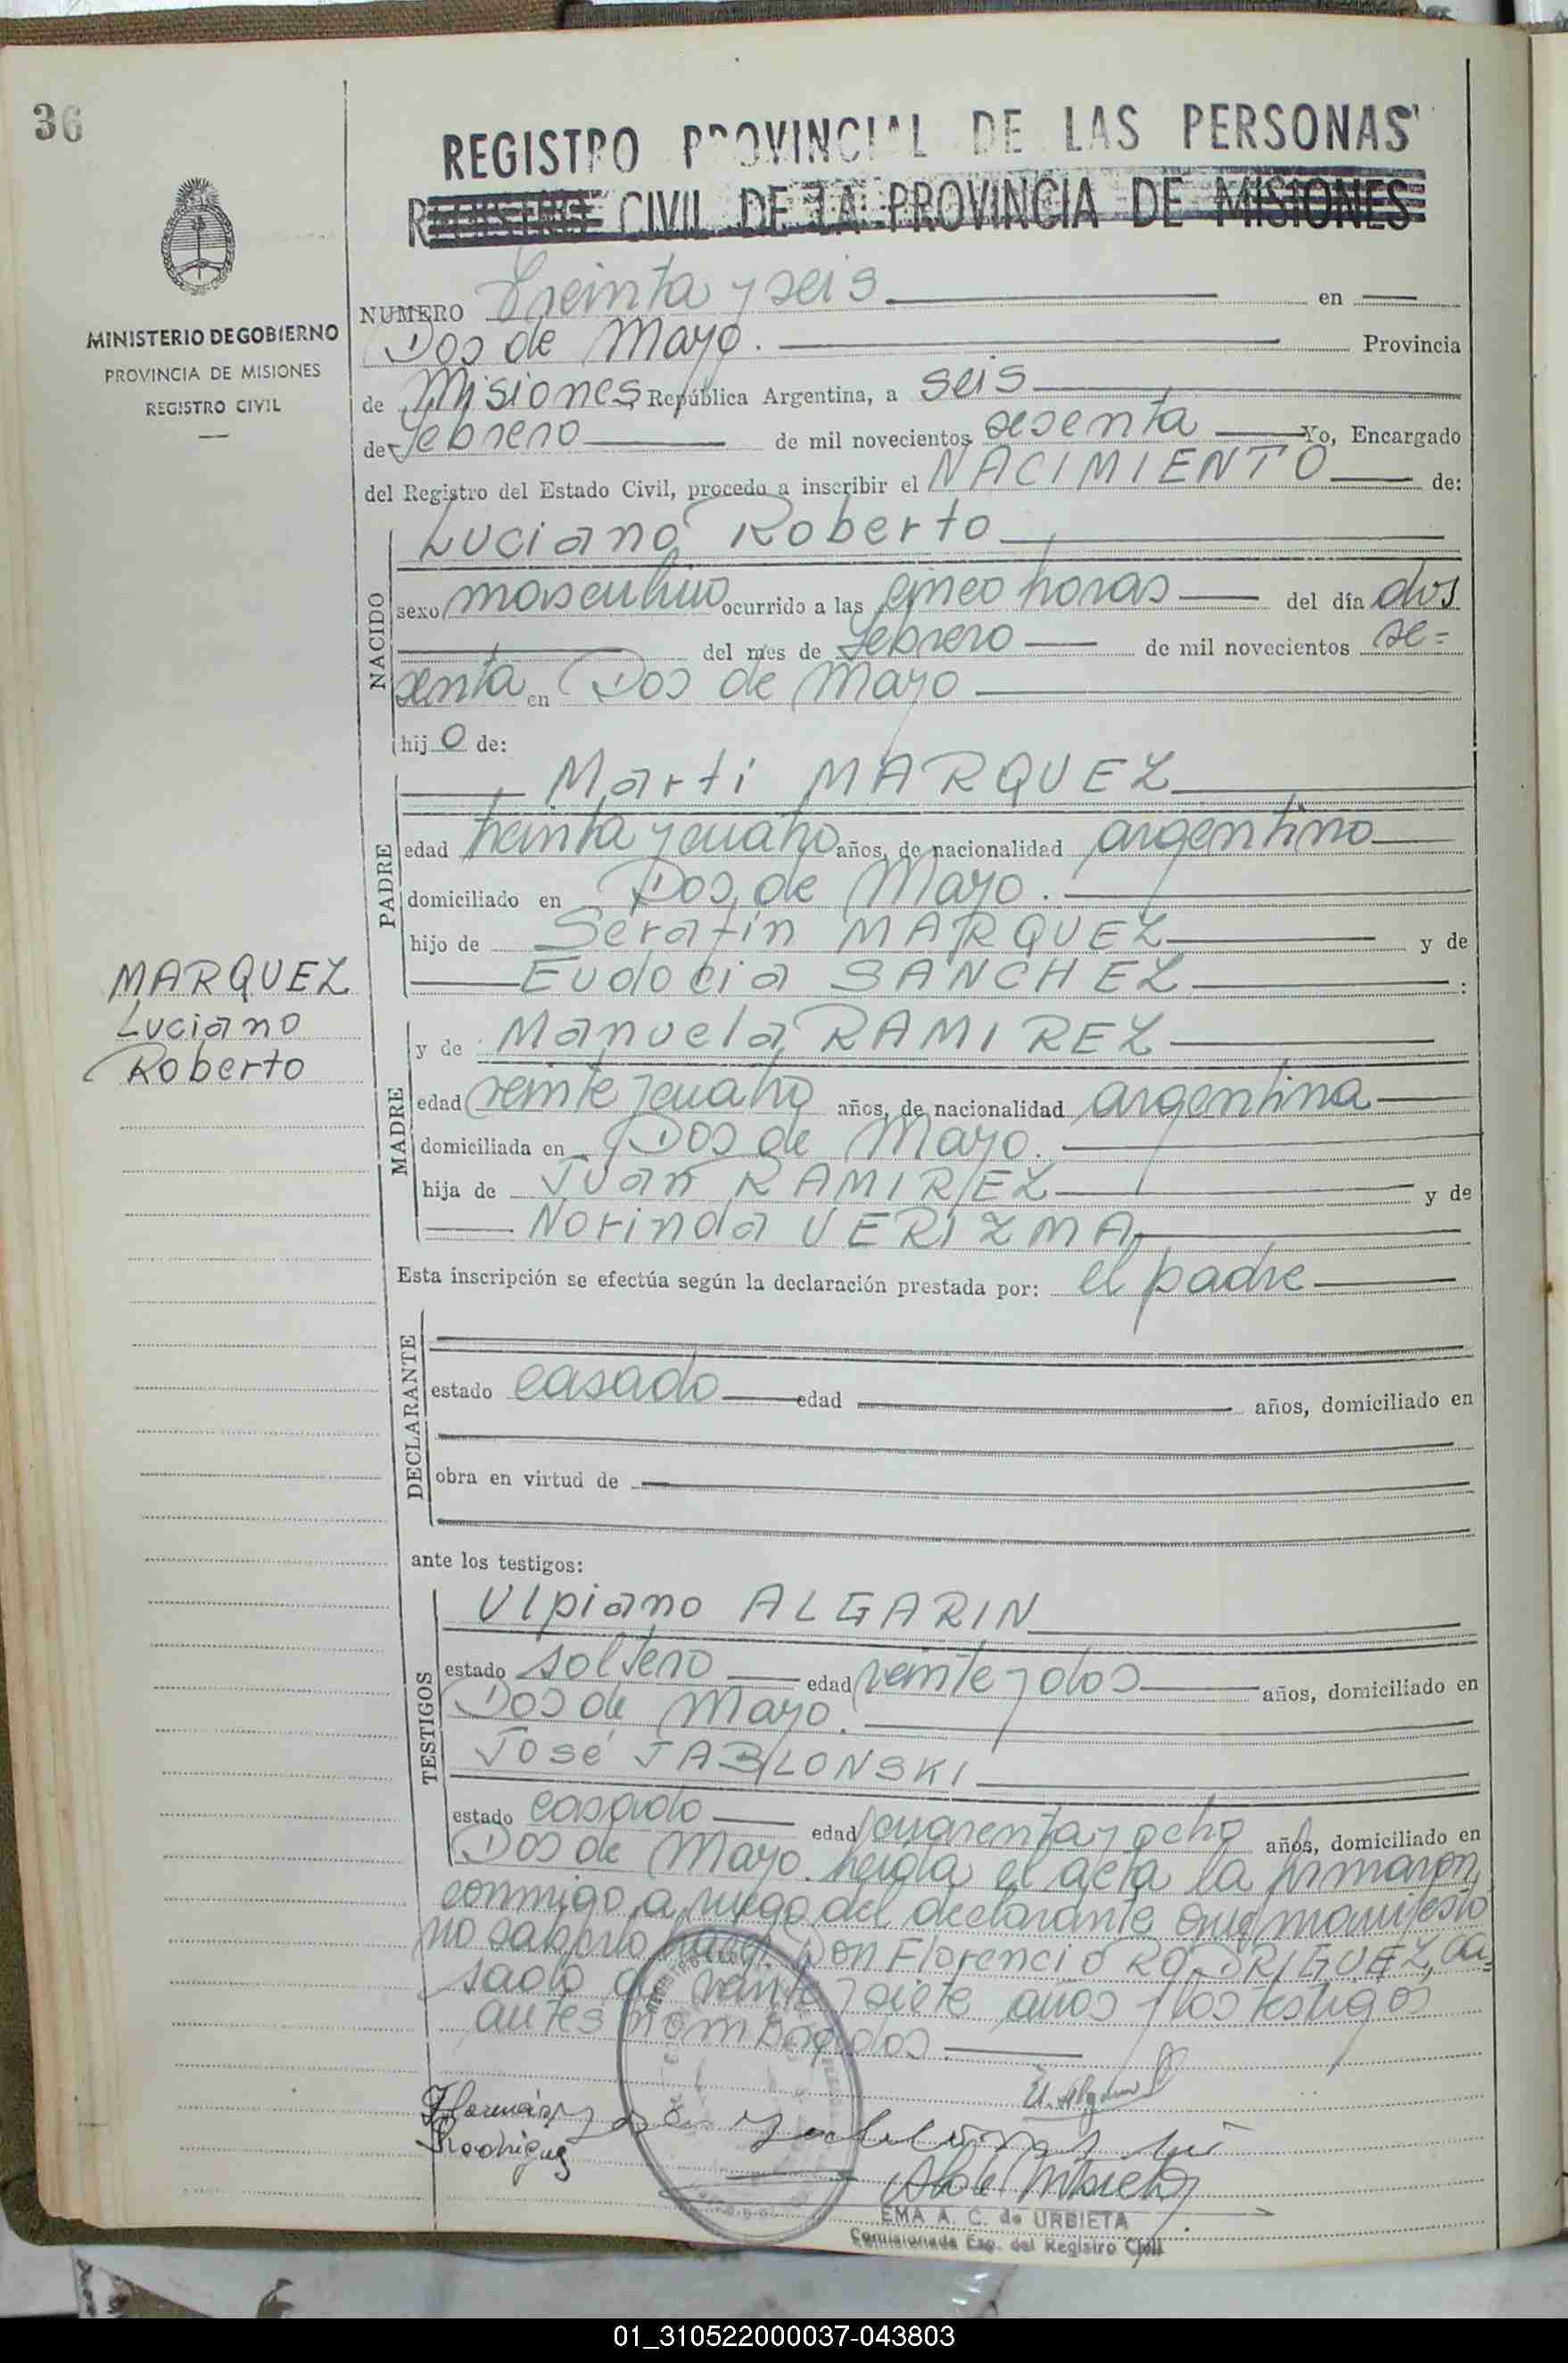 36
REGISTRO PROVINCIAL DE LAS PERSONAS
REGISTRO CIVIL DE LA PROVINCIA DE MISIONES
MINISTERIO DE GOBIERNO
PROVINCIA DE MISIONES
REGISTRO CIVIL
NUMERO Treinta y seis en
Dos de Mayo. Provincia
de Misiones República Argentina, a seis
de febrero de mil novecientos sesenta Yo, Encargado
del Registro del Estado Civil, procedo a inscribir el NACIMIENTO de:
NACIDO
Luciano Roberto
sexo masculino ocurrido a las cinco horas del día dos
del mes de febrero de mil novecientos se=
senta en Dos de Mayo
hijo de:
PADRE
Marti MARQUEZ
edad treinta y cuatro años, de nacionalidad argentino
domiciliado en Dos de Mayo.
hijo de Serafin MARQUEZ y de
Eudocia SANCHEZ :
MARQUEZ
Luciano
Roberto
MADRE
y de Manuela RAMIREZ
edad veinte y cuatro años, de nacionalidad argentina
domiciliada en Dos de Mayo.
hija de Juan RAMIREZ y de
Norinda VERIZMA
Esta inscripción se efectúa según la declaración prestada por: el padre
DECLARANTE
estado casado edad años, domiciliado en
obra en virtud de
ante los testigos:
TESTIGOS
Ulpiano ALGARIN
estado soltero edad veinte y dos años, domiciliado en
Dos de Mayo.
José JABLONSKI
estado casado edad cuarenta y ocho años, domiciliado en
Dos de Mayo. Leida el acta la firmaron
conmigo, a ruego del declarante que manifestó
no saberlo hacer Don Florencio RODRIGUEZ, ca=
sado de veinte y siete años y los testigos
antes nombrados.
U. Algarin
Rodriguez
EMA A. C. de URBIETA
Comisionada Esc. del Registro Civil
01_310522000037-043803